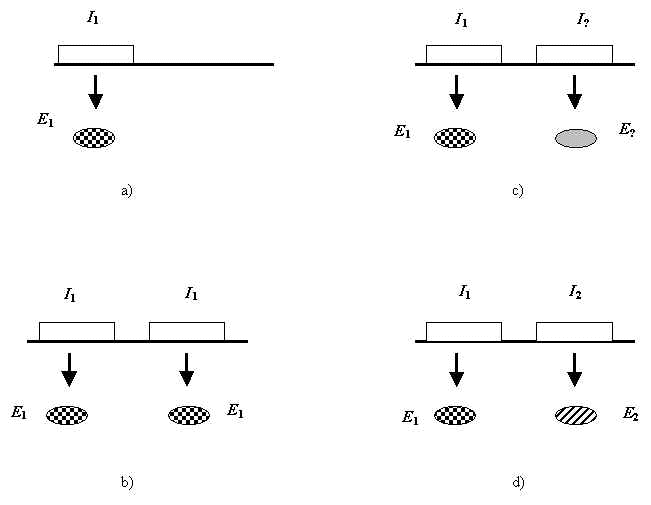 I1
E1
a)
I1 I?
E1 E?
c)
I1 I1
E1 E1
b)
I1 I2
E1 E2
d)